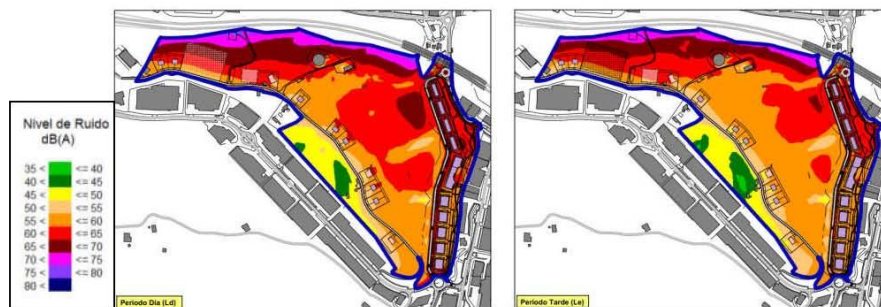 Nivel de Ruido
dB(A)
35 < <= 40
40 < <= 45
45 < <= 50
50 < <= 55
55 < <= 60
60 < <= 65
65 < <= 70
70 < <= 75
75 < <= 80
80 <
Periodo Día (Ld)
Periodo Tarde (Le)